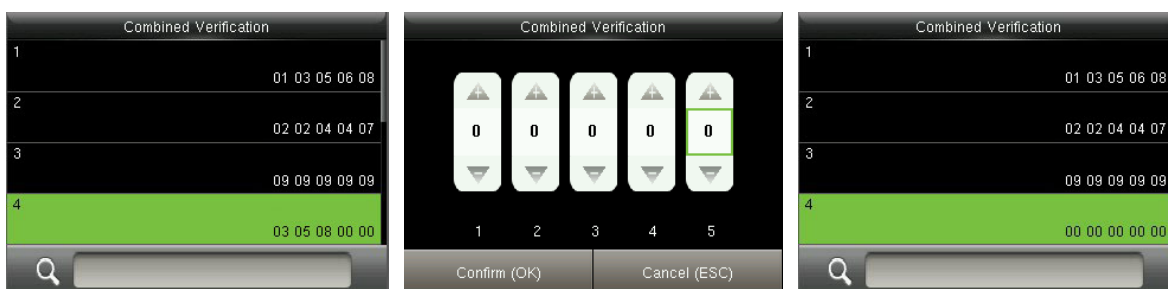 Combined Verification
1
01 03 05 06 08
2
02 02 04 04 07
3
09 09 09 09 09
4
03 05 08 00 00
Combined Verification
0 0 0 0 0
1 2 3 4 5
Confirm (OK) Cancel (ESC)
Combined Verification
1
01 03 05 06 08
2
02 02 04 04 07
3
09 09 09 09 09
4
00 00 00 00 00